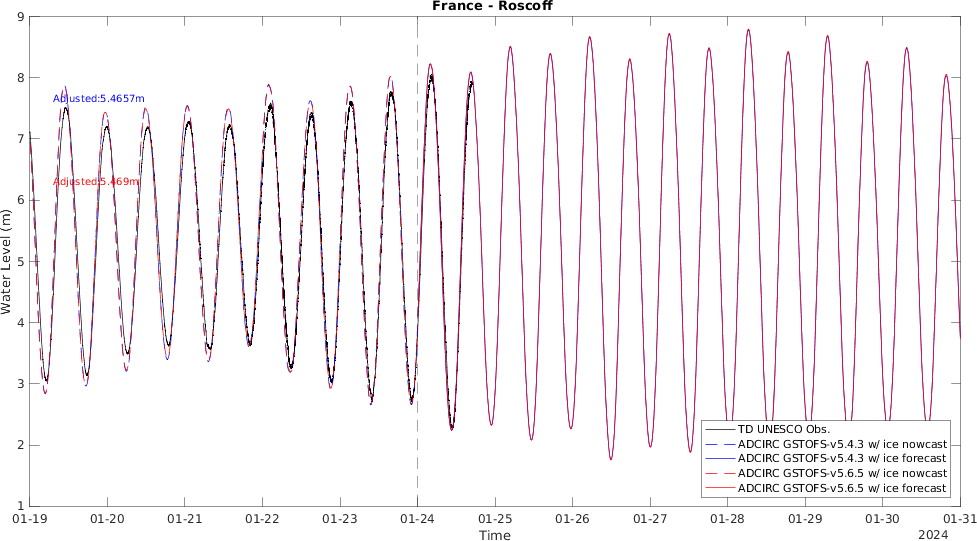 France - Roscoff
9
8
7
6
5
4
3
2
1
Water Level (m)
Adjusted:5.4657m
Adjusted:5.469m
TD UNESCO Obs.
ADCIRC GSTOFS-v5.4.3 w/ ice nowcast
ADCIRC GSTOFS-v5.4.3 w/ ice forecast
ADCIRC GSTOFS-v5.6.5 w/ ice nowcast
ADCIRC GSTOFS-v5.6.5 w/ ice forecast
01-19 01-20 01-21 01-22 01-23 01-24 01-25 01-26 01-27 01-28 01-29 01-30 01-31
Time
2024